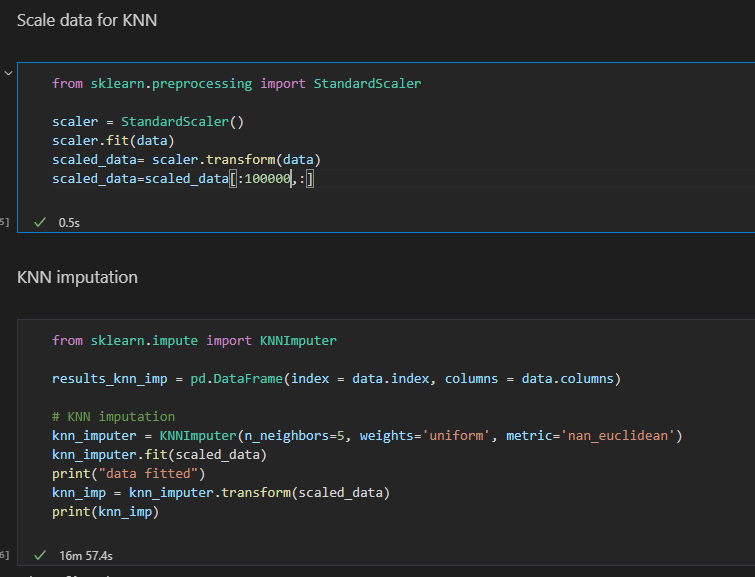 Scale data for KNN
from sklearn.preprocessing import StandardScaler
scaler = StandardScaler()
scaler.fit(data)
scaled_data= scaler.transform(data)
scaled_data=scaled_data[:100000,:]
5]
0.5s
KNN imputation
from sklearn.impute import KNNImputer
results_knn_imp = pd.DataFrame(index = data.index, columns = data.columns)
# KNN imputation
knn_imputer = KNNImputer(n_neighbors=5, weights='uniform', metric='nan_euclidean')
knn_imputer.fit(scaled_data)
print("data fitted")
knn_imp = knn_imputer.transform(scaled_data)
print(knn_imp)
6]
16m 57.4s